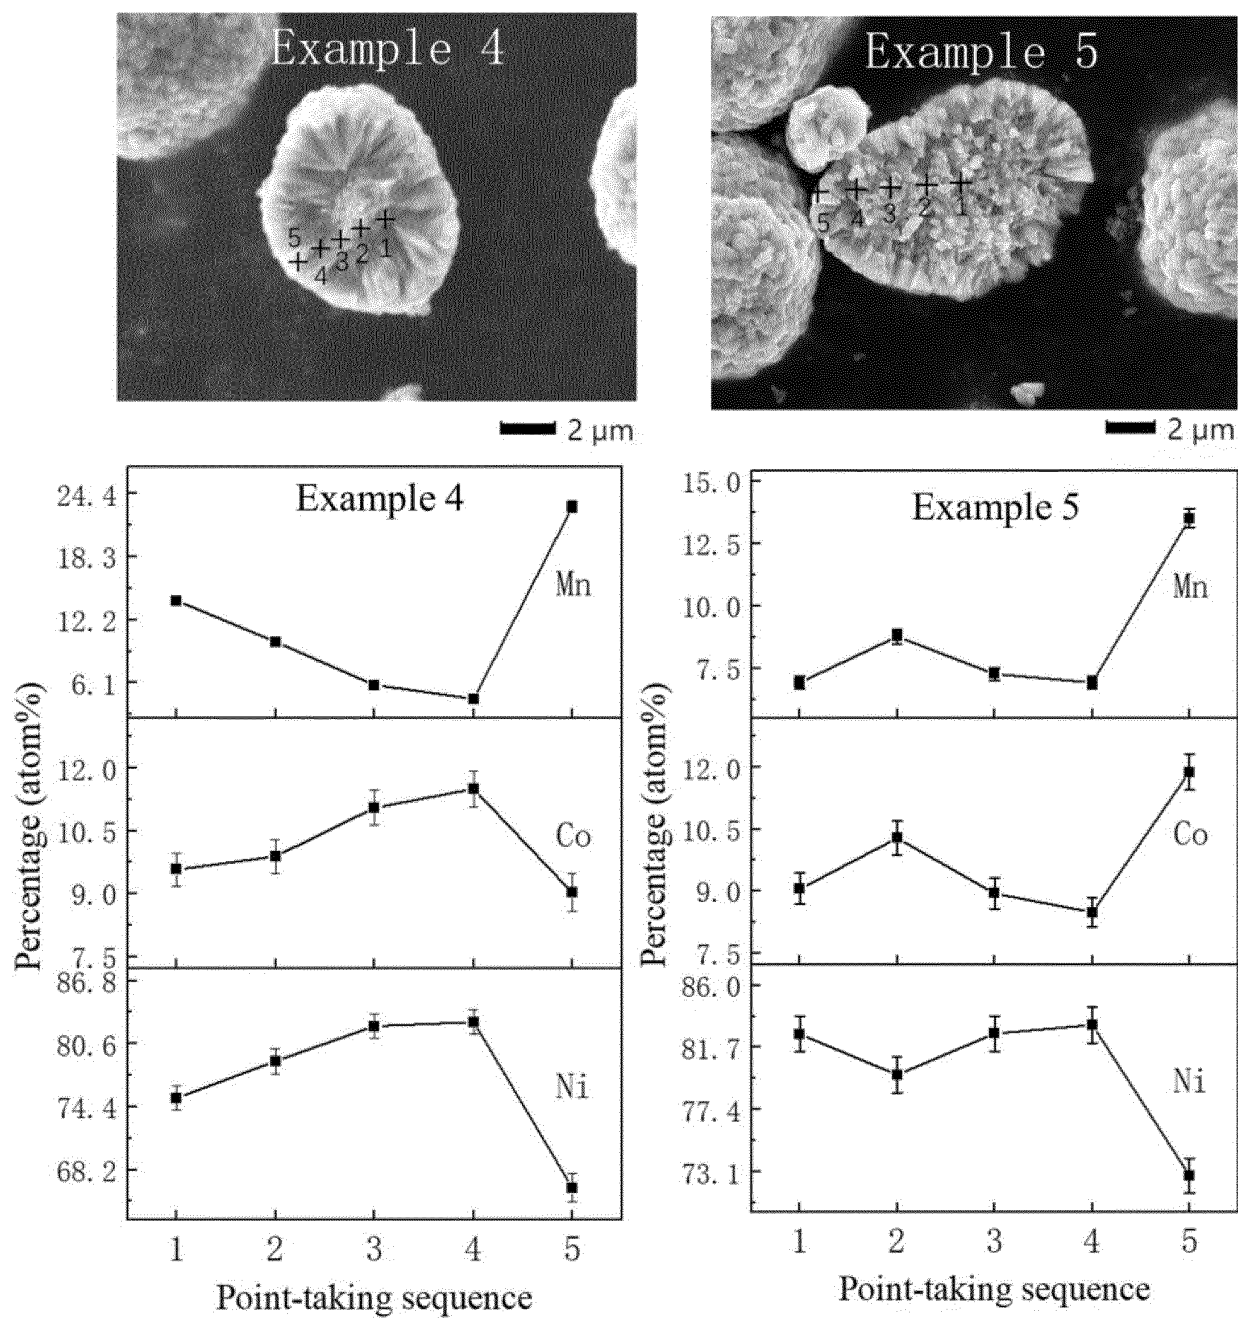 Example 4
5 4 3 2 1
2 μm
Example 5
5 4 3 2 1
2 μm
Percentage (atom%)
Example 4
24.4
18.3
12.2
6.1
Mn
12.0
10.5
9.0
7.5
Co
86.8
80.6
74.4
68.2
Ni
1 2 3 4 5
Point-taking sequence
Percentage (atom%)
Example 5
15.0
12.5
10.0
7.5
Mn
12.0
10.5
9.0
7.5
Co
86.0
81.7
77.4
73.1
Ni
1 2 3 4 5
Point-taking sequence